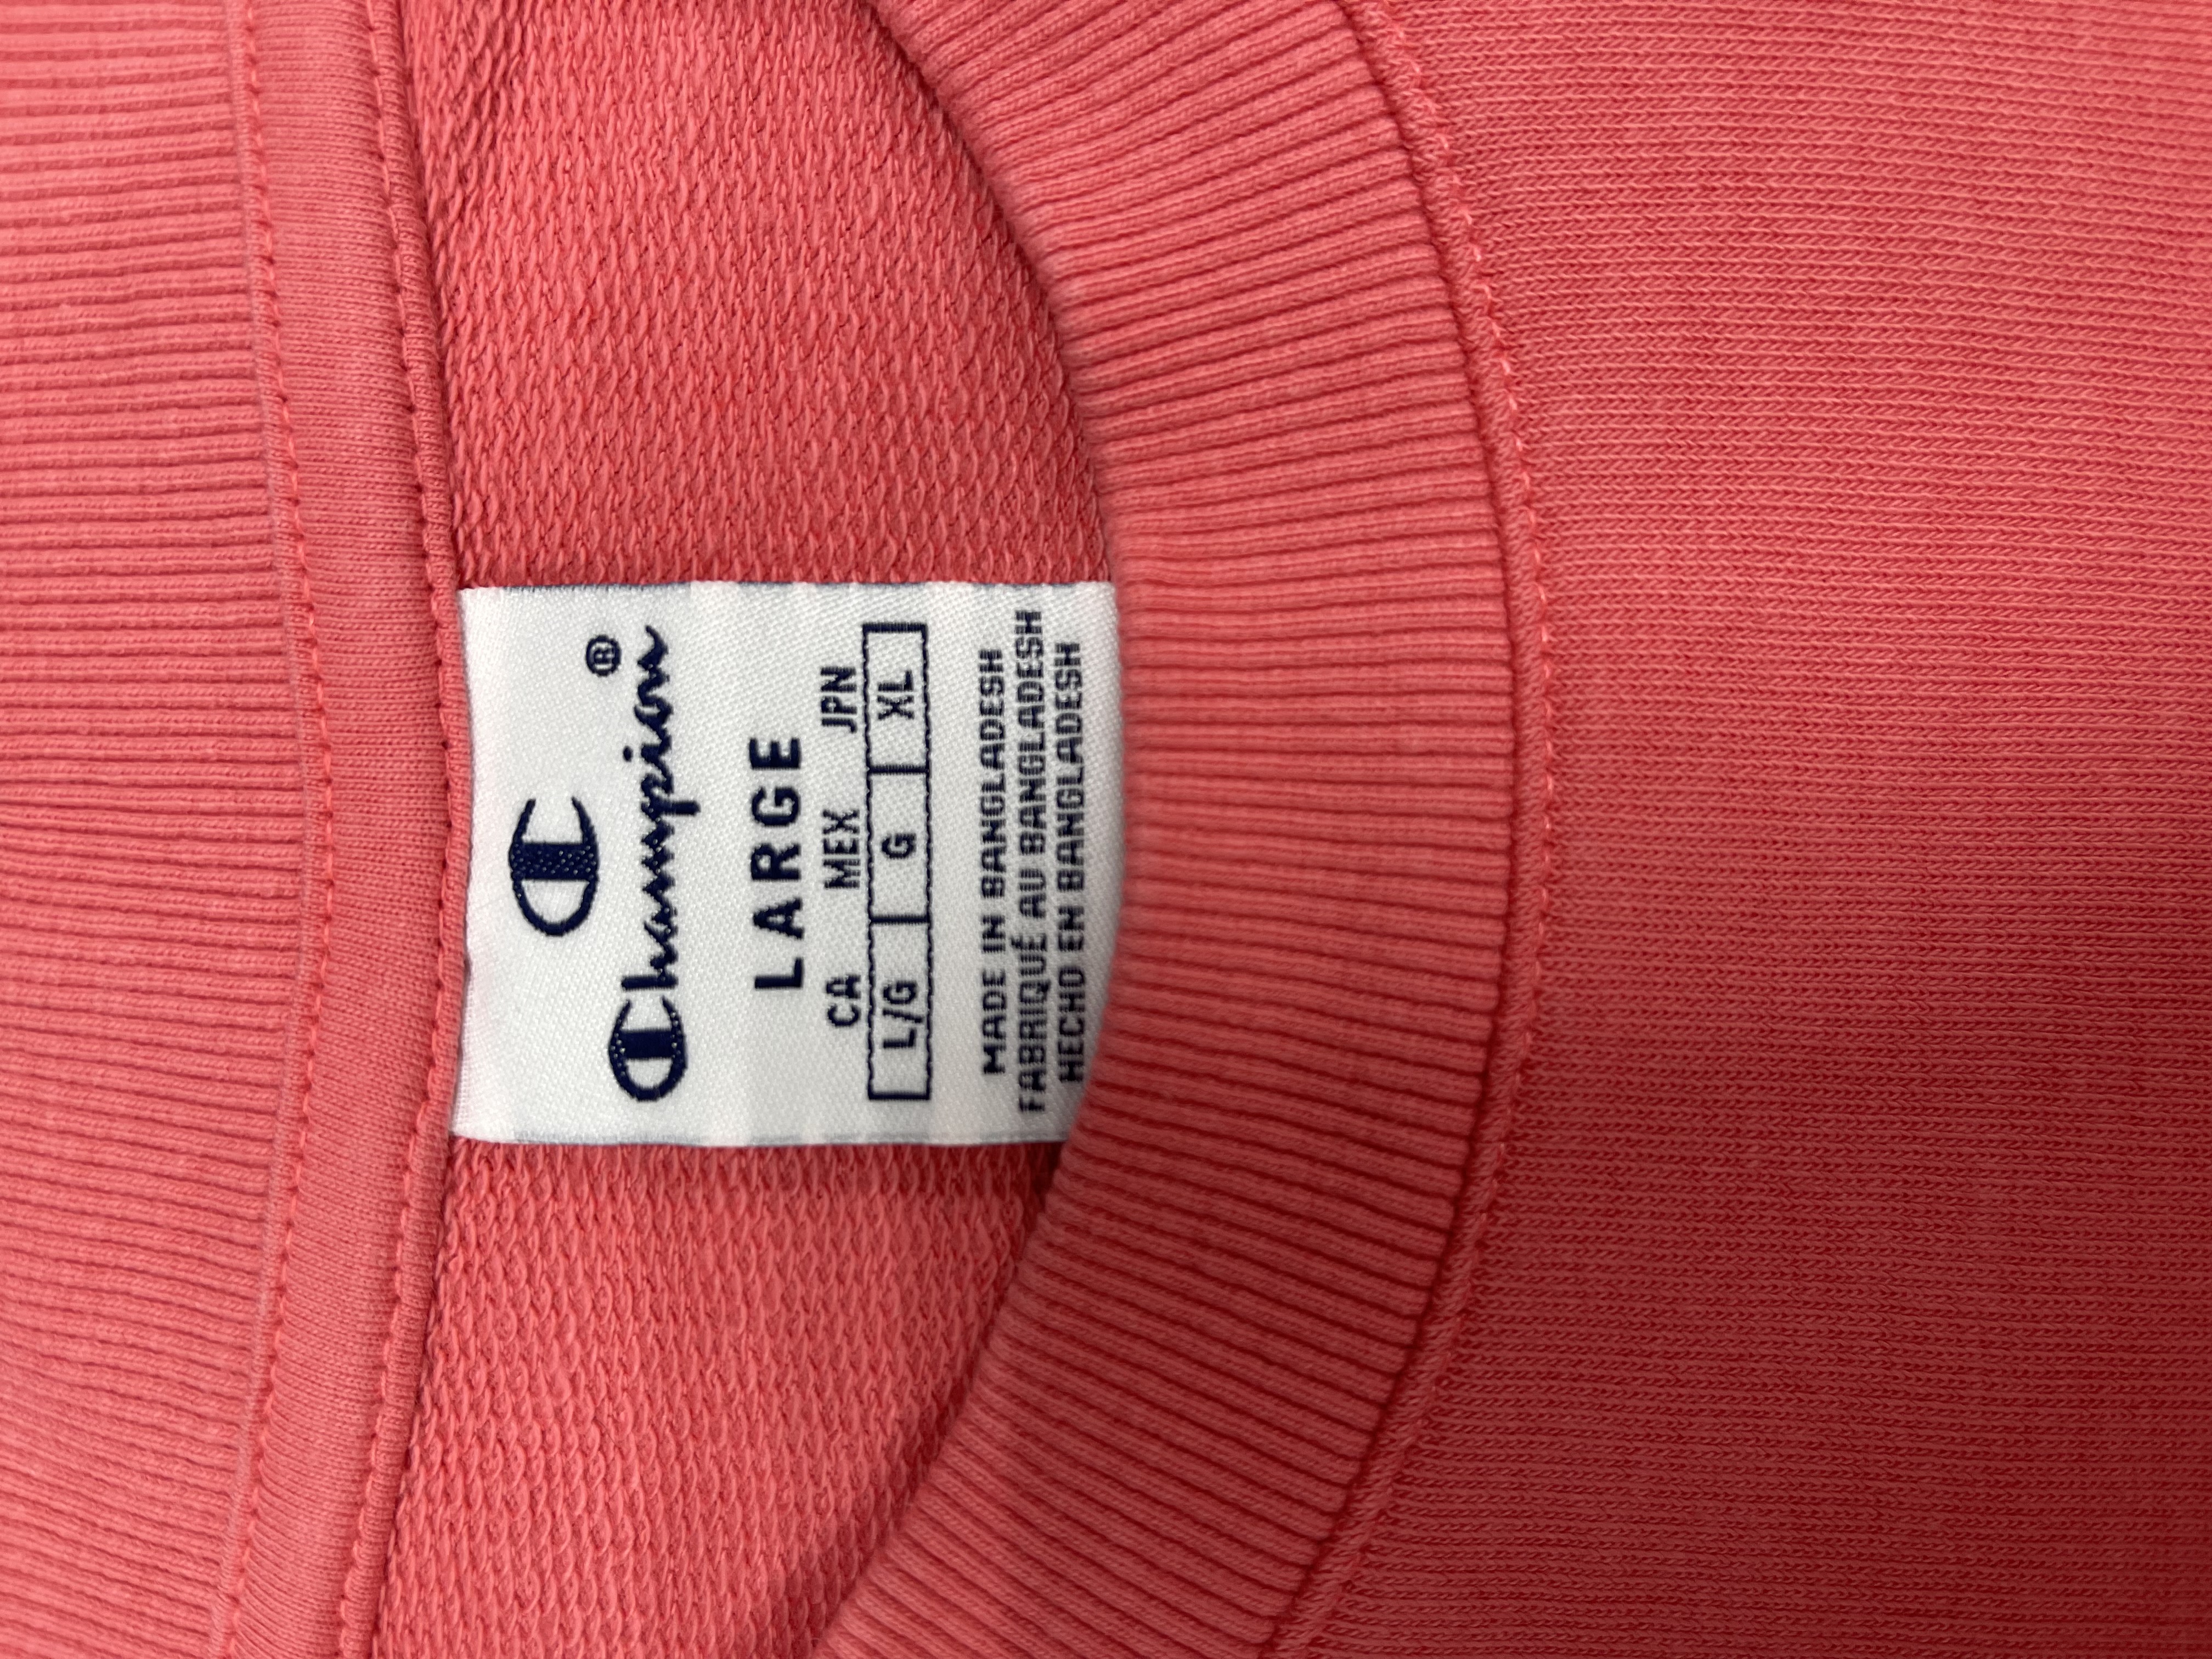 C
Champion®
LARGE
CA MEX JPN
L/G G XL
MADE IN BANGLADESH
FABRIQUÉ AU BANGLADESH
HECHO EN BANGLADESH